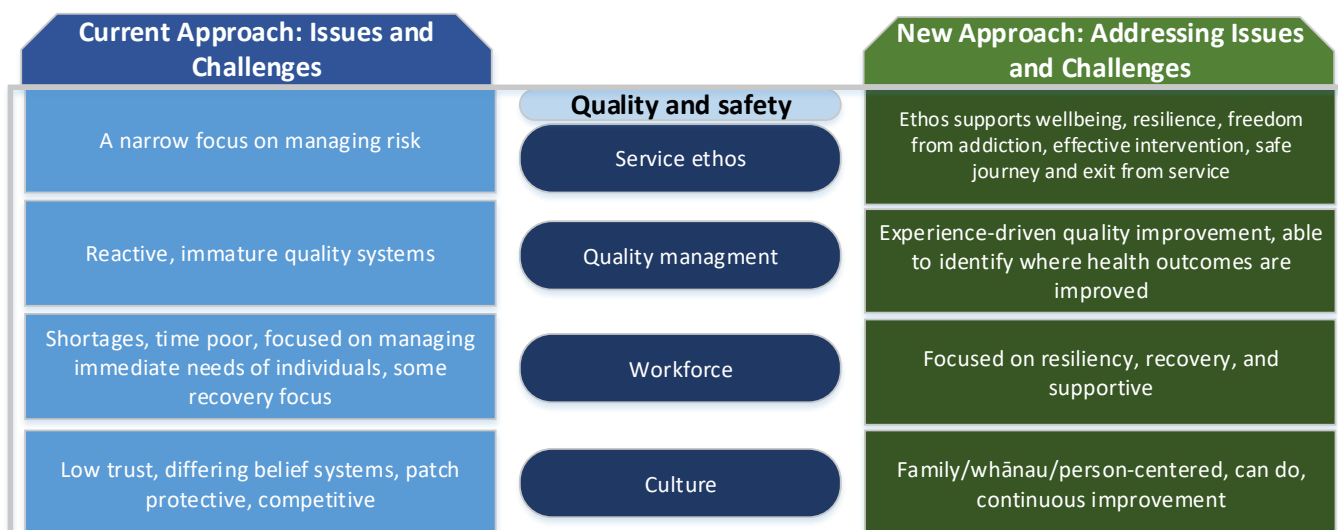 Current Approach: Issues and
Challenges
New Approach: Addressing Issues
and Challenges
Quality and safety
A narrow focus on managing risk
Service ethos
Ethos supports wellbeing, resilience, freedom
from addiction, effective intervention, safe
journey and exit from service
Reactive, immature quality systems
Quality managment
Experience-driven quality improvement, able
to identify where health outcomes are
improved
Shortages, time poor, focused on managing
immediate needs of individuals, some
recovery focus
Workforce
Focused on resiliency, recovery, and
supportive
Low trust, differing belief systems, patch
protective, competitive
Culture
Family/whānau/person-centered, can do,
continuous improvement